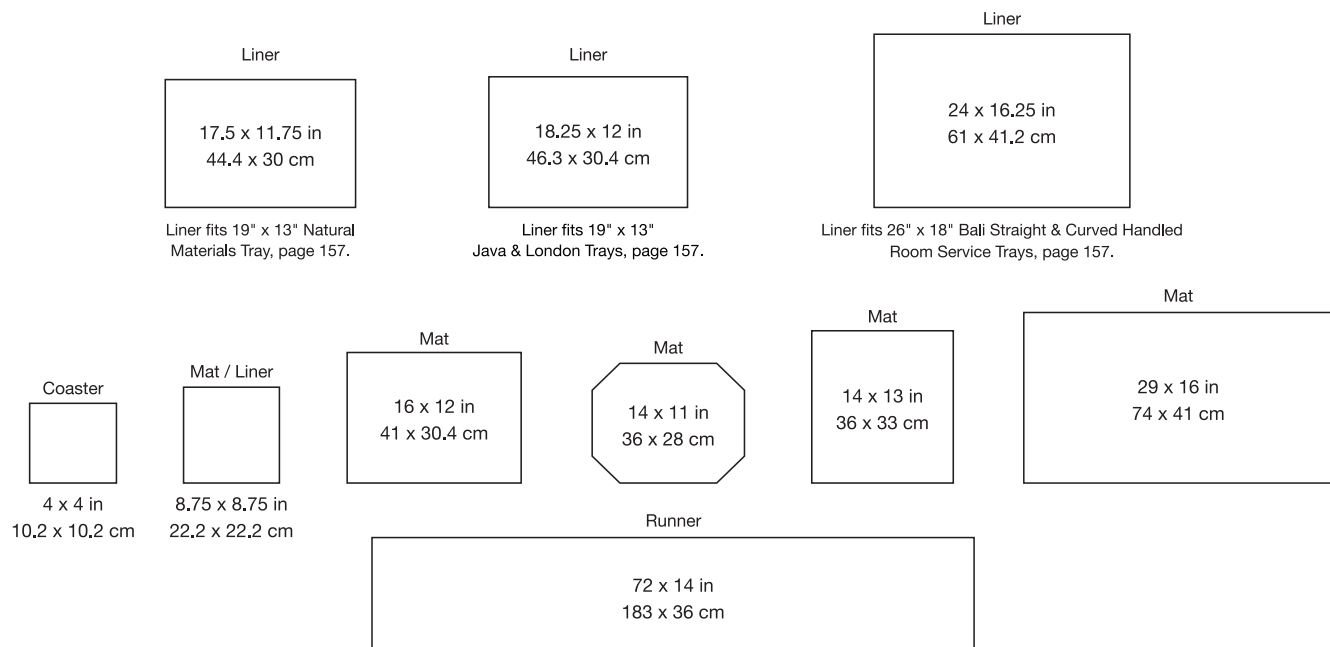 Liner
17.5 x 11.75 in
44.4 x 30 cm
Liner fits 19" x 13" Natural
Materials Tray, page 157.
Liner
18.25 x 12 in
46.3 x 30.4 cm
Liner fits 19" x 13"
Java & London Trays, page 157.
Liner
24 x 16.25 in
61 x 41.2 cm
Liner fits 26" x 18" Bali Straight & Curved Handled
Room Service Trays, page 157.
Coaster
4 x 4 in
10.2 x 10.2 cm
Mat / Liner
8.75 x 8.75 in
22.2 x 22.2 cm
Mat
16 x 12 in
41 x 30.4 cm
Mat
14 x 11 in
36 x 28 cm
Mat
14 x 13 in
36 x 33 cm
Mat
29 x 16 in
74 x 41 cm
Runner
72 x 14 in
183 x 36 cm